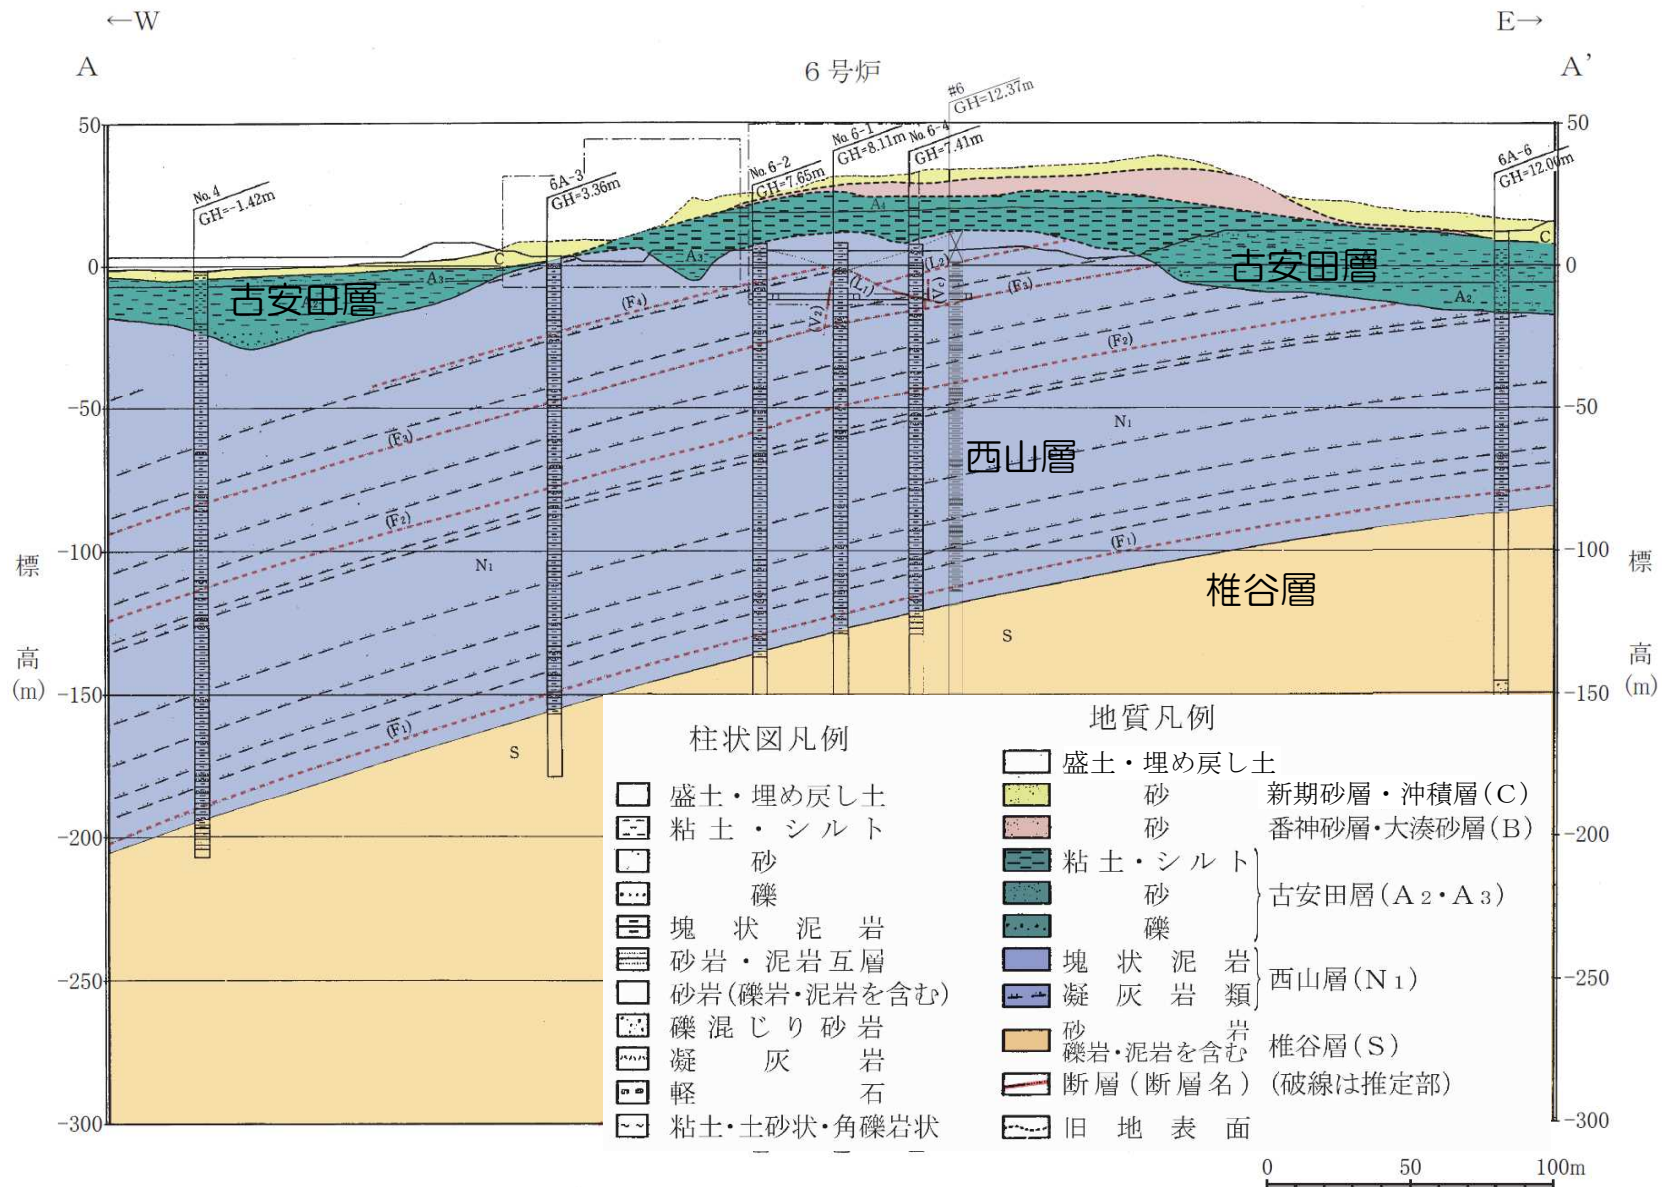 ←W
E→
A
6号炉
A'
#6
GH=12.37m
No.6-1
GH=8.11m
No.6-4
GH=7.41m
No.6-2
GH=7.65m
6A-3
GH=3.36m
No.4
GH=-1.42m
6A-6
GH=12.00m
50
50
0
0
-50
-50
-100
-100
-150
-150
-200
-200
-250
-250
-300
-300
標
高
(m)
標
高
(m)
A₄
A₃
A₃
A₂
C
C
古安田層
古安田層
A₂
(F₄)
(L₁)
(L₂)
(V₂)
(F₃)
(F₂)
(F₃)
(F₂)
(F₁)
(F₁)
N₁
N₁
西山層
椎谷層
S
S
柱状図凡例
盛土・埋め戻し土
粘土・シルト
砂
礫
塊状泥岩
砂岩・泥岩互層
砂岩(礫岩・泥岩を含む)
礫混じり砂岩
凝灰岩
軽石
粘土・土砂状・角礫岩状
地質凡例
盛土・埋め戻し土
砂 新期砂層・沖積層(C)
砂 番神砂層・大湊砂層(B)
粘土・シルト
砂 古安田層(A2・A3)
礫
塊状泥岩
西山層(N1)
凝灰岩類
砂岩
礫岩・泥岩を含む 椎谷層(S)
断層(断層名) (破線は推定部)
旧地表面
0 50 100m